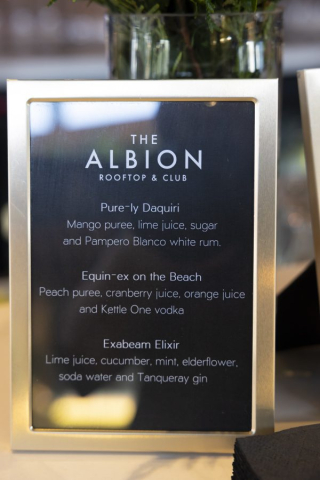 THE
ALBION
ROOFTOP & CLUB
Pure-ly Daquiri
Mango puree, lime juice, sugar
and Pampero Blanco white rum.
Equin-ex on the Beach
Peach puree, cranberry juice, orange juice
and Kettle One vodka
Exabeam Elixir
Lime juice, cucumber, mint, elderflower,
soda water and Tanqueray gin